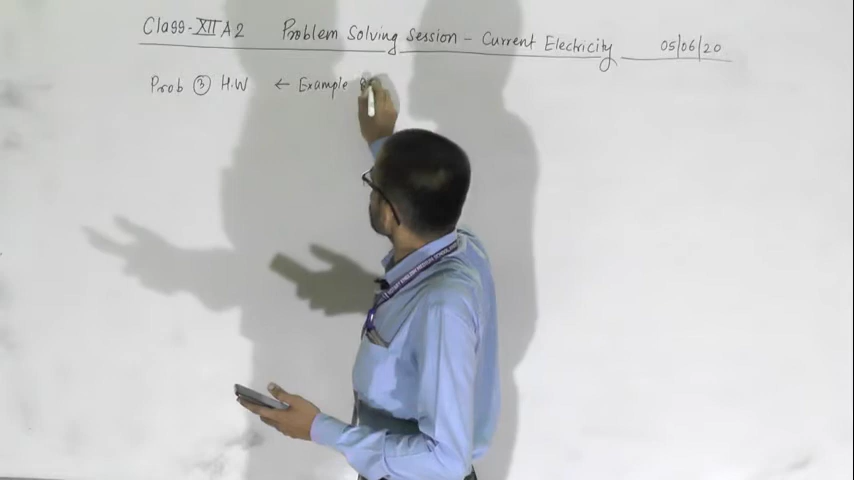 Class-XII A2 Problem Solving Session - Current Electricity 05/06/20
Prob ③ H.W ← Example